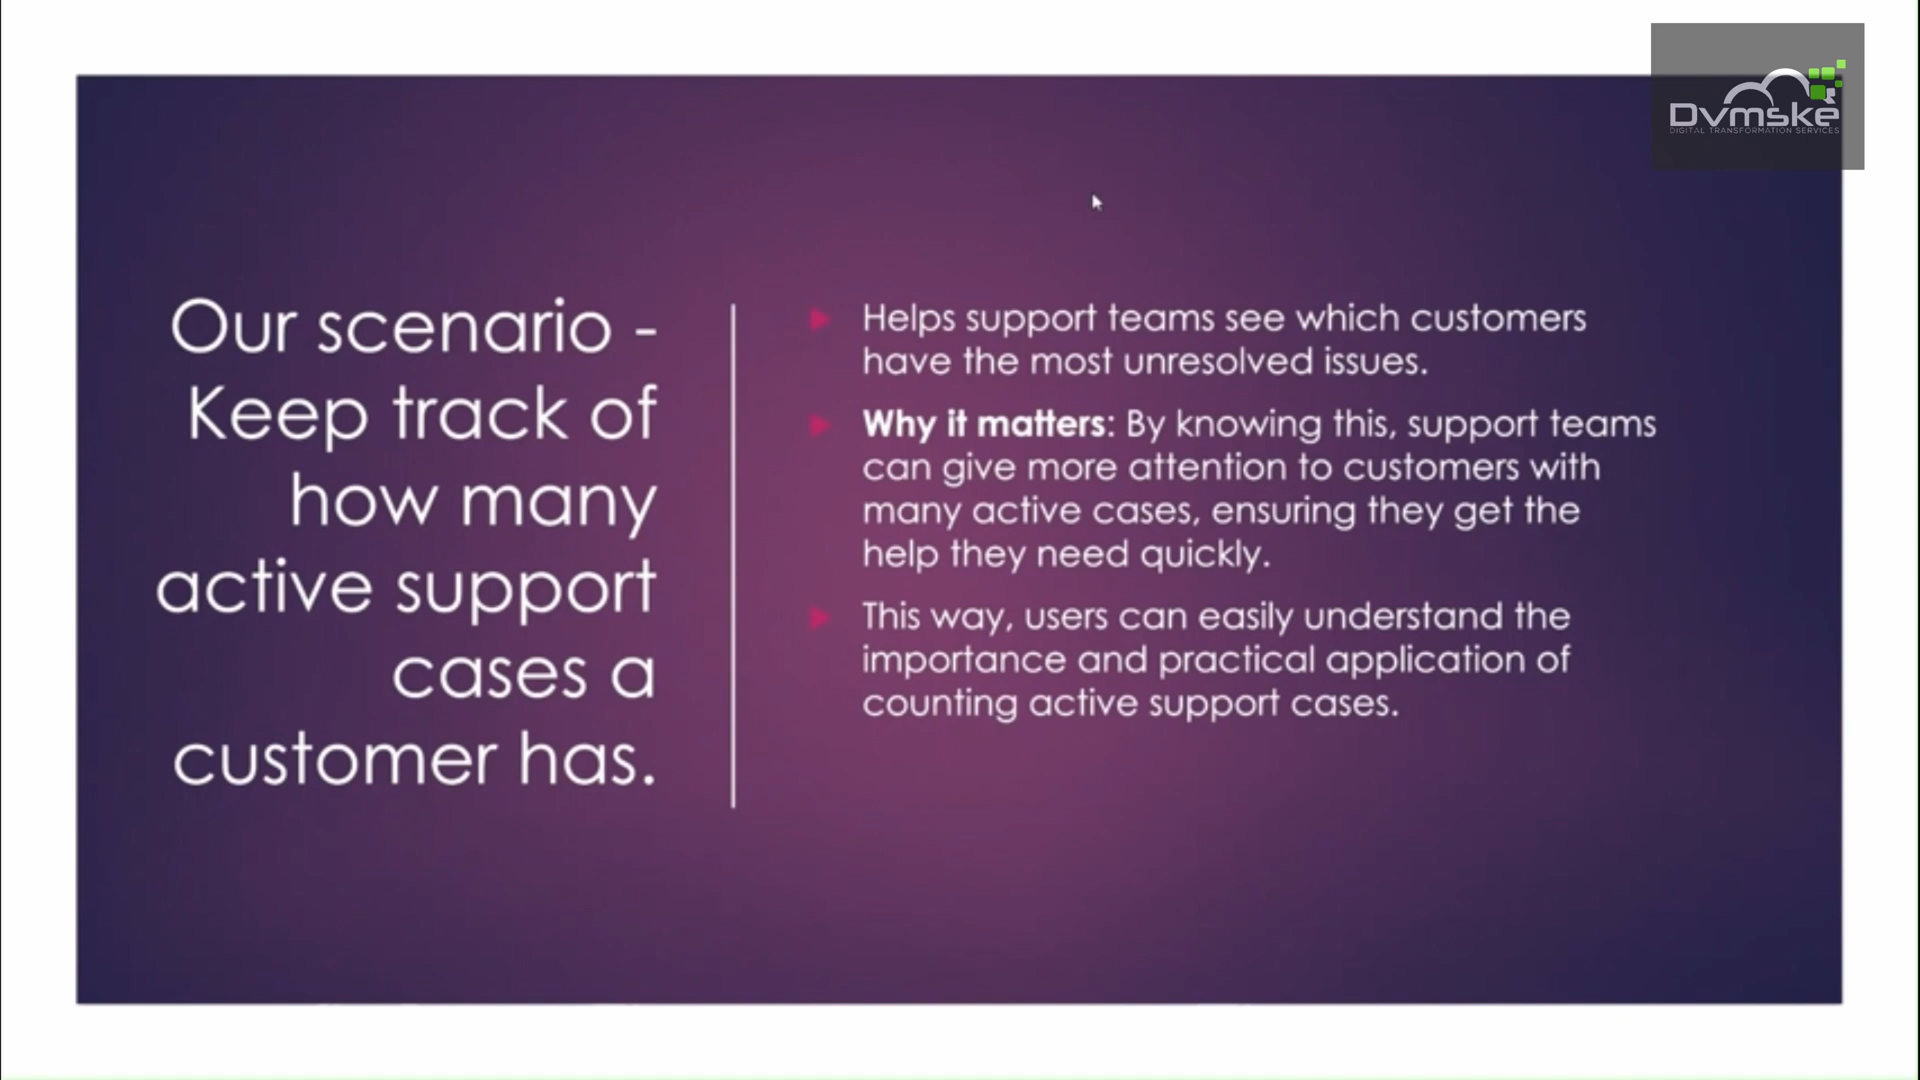 Dvmske
DIGITAL TRANSFORMATION SERVICES
Our scenario -
Keep track of
how many
active support
cases a
customer has.
Helps support teams see which customers
have the most unresolved issues.
Why it matters: By knowing this, support teams
can give more attention to customers with
many active cases, ensuring they get the
help they need quickly.
This way, users can easily understand the
importance and practical application of
counting active support cases.